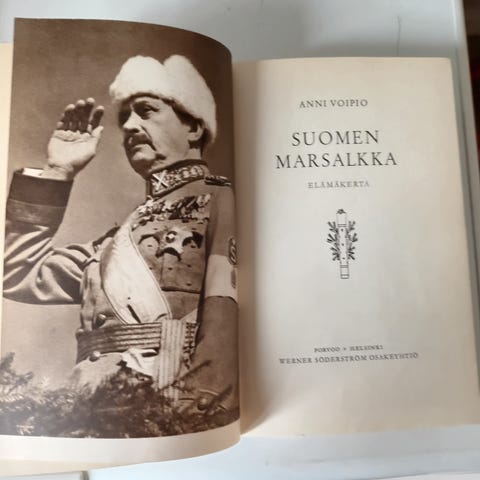 ANNI VOIPIO
SUOMEN
MARSALKKA
ELÄMÄKERTA
PORVOO • HELSINKI
WERNER SÖDERSTRÖM OSAKEYHTIÖ